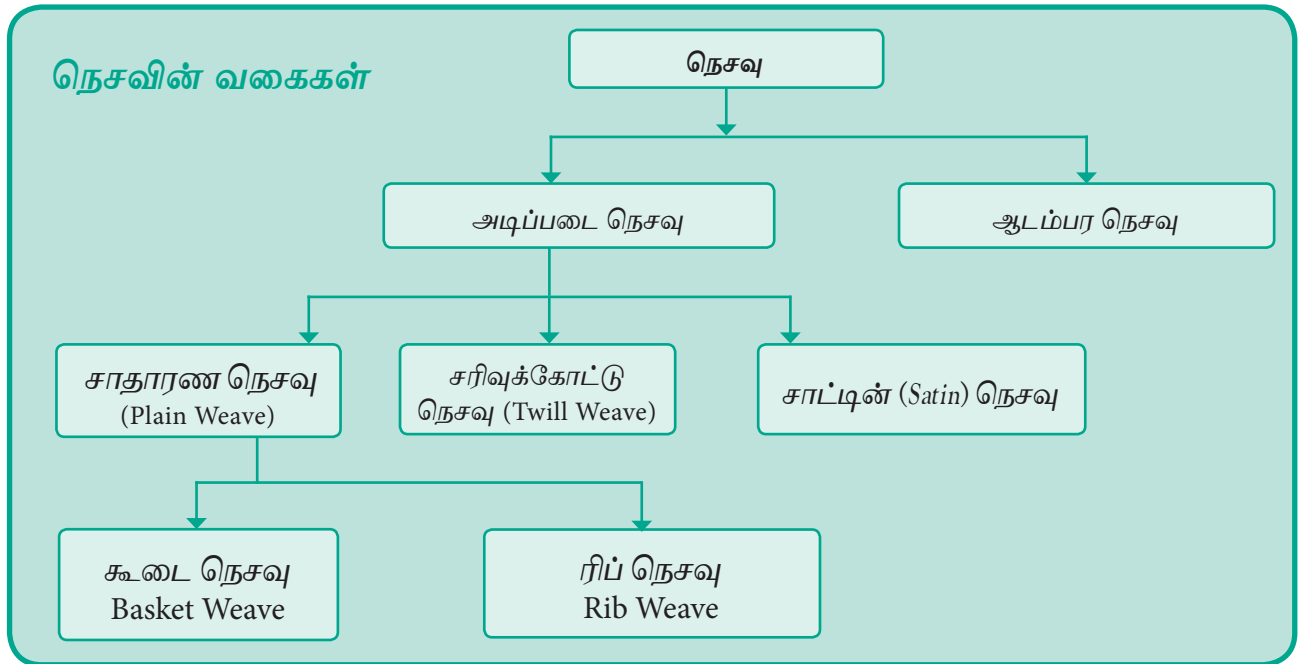 நெசவின் வகைகள்
நெசவு
அடிப்படை நெசவு
ஆடம்பர நெசவு
சாதாரண நெசவு
(Plain Weave)
சரிவுக்கோட்டு
நெசவு (Twill Weave)
சாட்டின் (Satin) நெசவு
கூடை நெசவு
Basket Weave
ரிப் நெசவு
Rib Weave